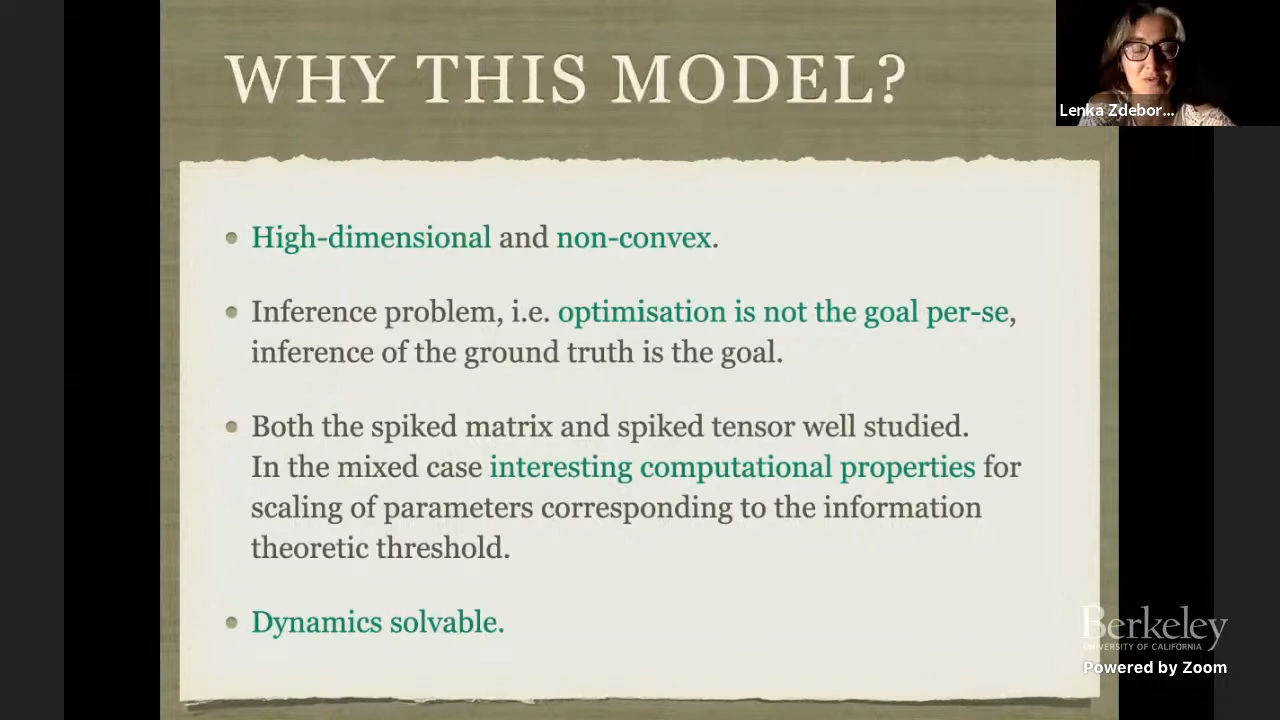 WHY THIS MODEL?
Lenka Zdebor...
High-dimensional and non-convex.
Inference problem, i.e. optimisation is not the goal per-se,
inference of the ground truth is the goal.
Both the spiked matrix and spiked tensor well studied.
In the mixed case interesting computational properties for
scaling of parameters corresponding to the information
theoretic threshold.
Dynamics solvable.
Berkeley
UNIVERSITY OF CALIFORNIA
Powered by Zoom